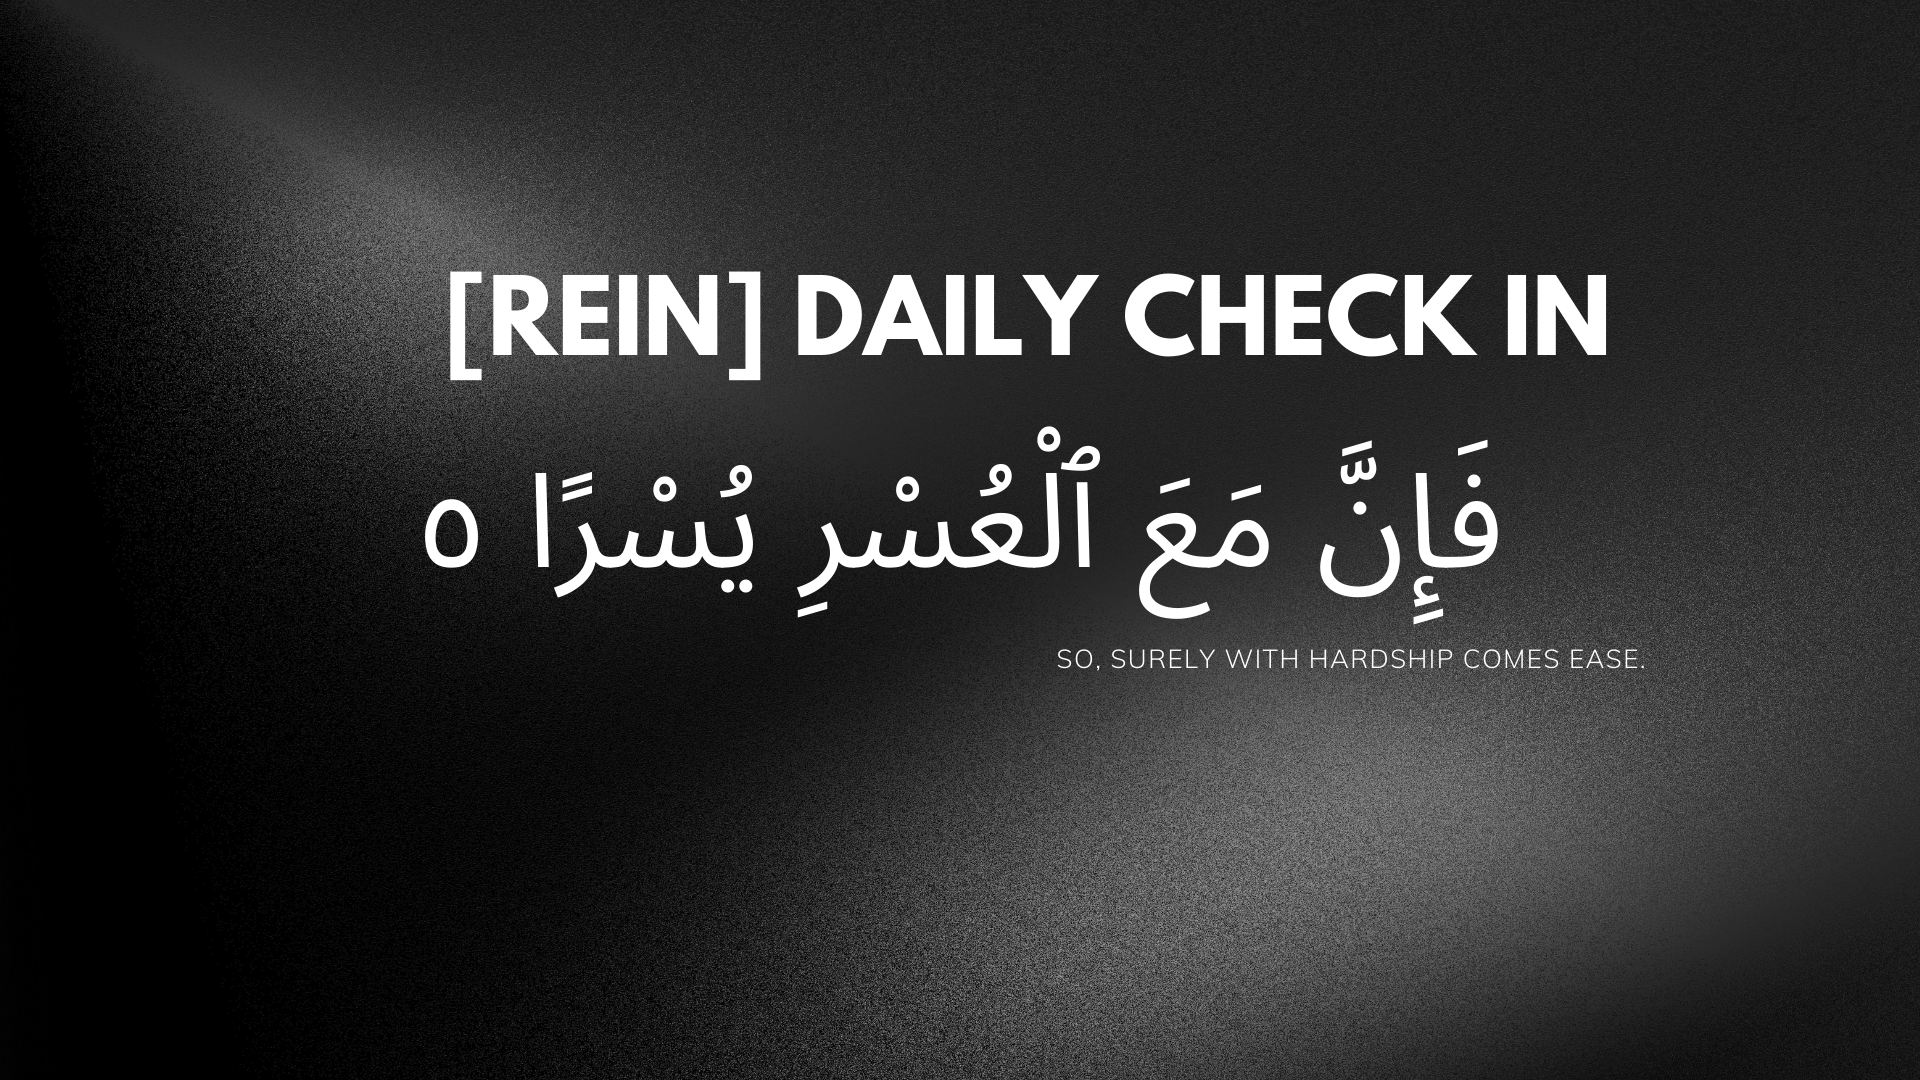 [REIN] DAILY CHECK IN
فَإِنَّ مَعَ ٱلْعُسْرِ يُسْرًا ٥
SO, SURELY WITH HARDSHIP COMES EASE.